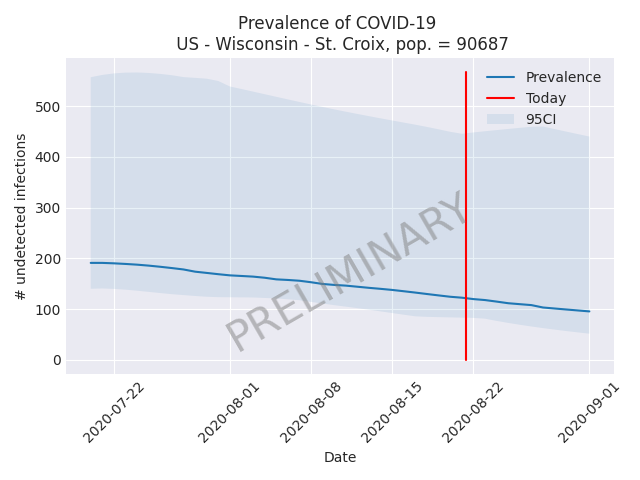 Prevalence of COVID-19
US - Wisconsin - St. Croix, pop. = 90687
Prevalence
Today
95CI
# undetected infections
500
400
300
200
100
0
PRELIMINARY
2020-07-22
2020-08-01
2020-08-08
2020-08-15
2020-08-22
2020-09-01
Date